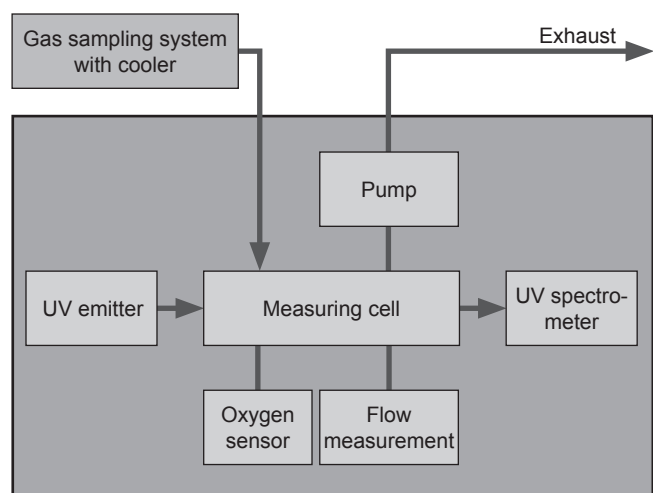 Gas sampling system
with cooler
Exhaust
Pump
UV emitter
Measuring cell
UV spectro-
meter
Oxygen
sensor
Flow
measurement